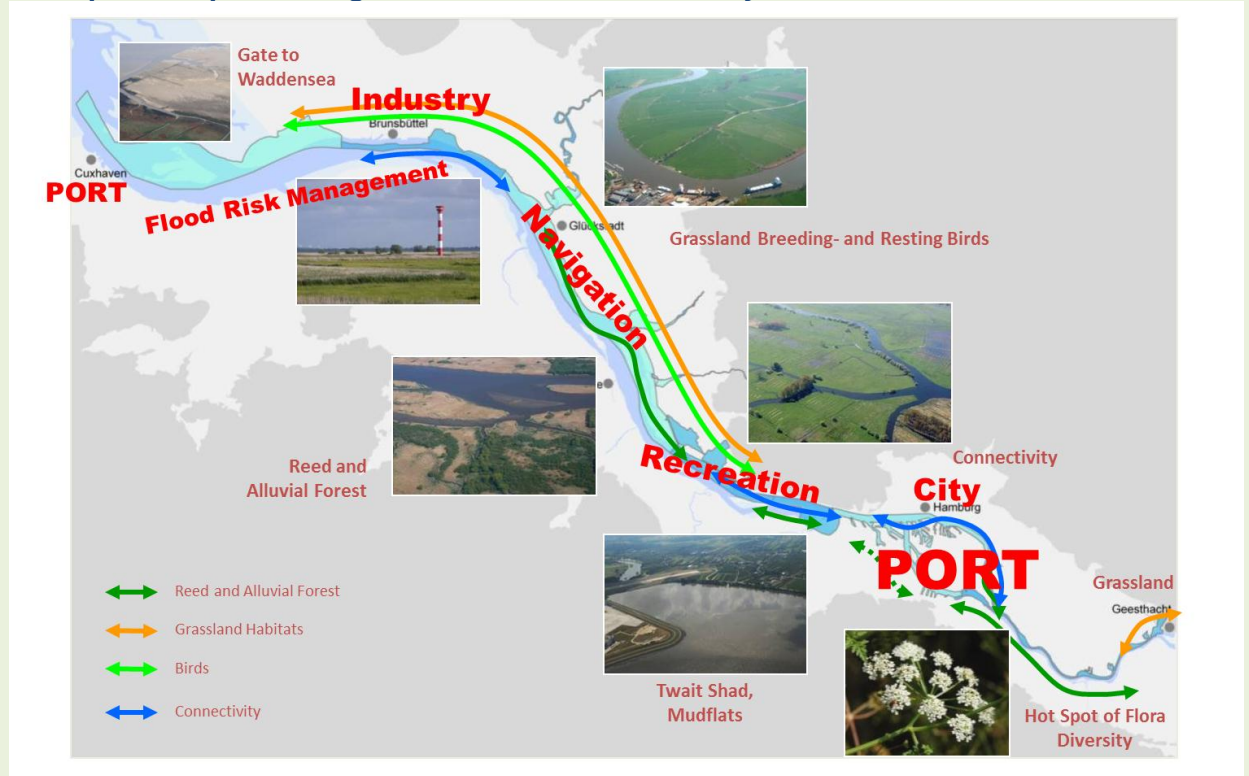 Gate to
Waddensea
Industry
Brunsbüttel
Cuxhaven
PORT
Flood Risk Management
Navigation
Glückstadt
Grassland Breeding- and Resting Birds
Reed and
Alluvial Forest
Recreation
Connectivity
City
Hamburg
PORT
Grassland
Geesthacht
Twait Shad,
Mudflats
Hot Spot of Flora
Diversity
Reed and Alluvial Forest
Grassland Habitats
Birds
Connectivity